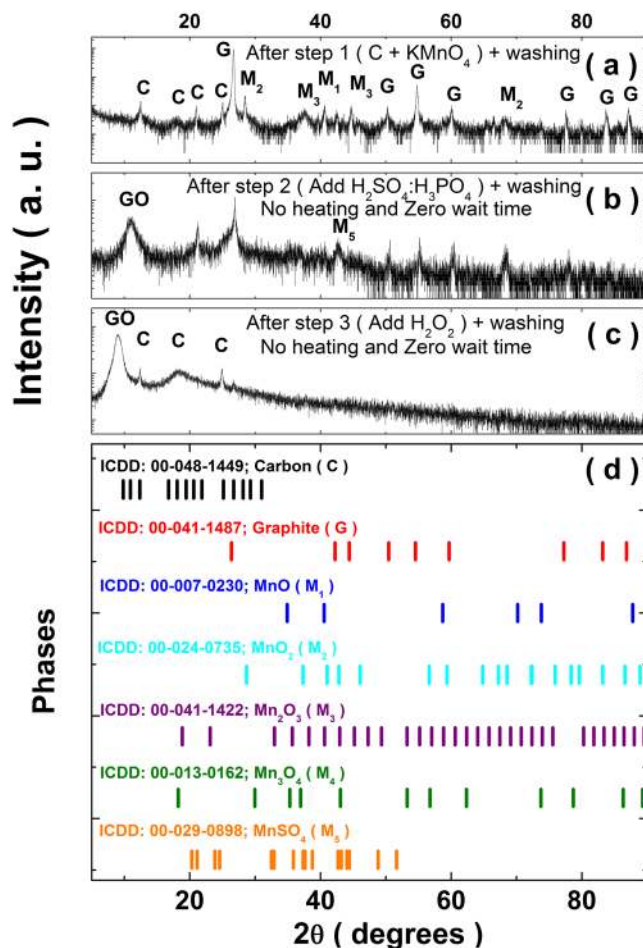 20 40 60 80
After step 1 ( C + KMnO4 ) + washing
( a )
C C C C G M2 M3 M1 M3 G G G M2 G G G
After step 2 ( Add H2SO4:H3PO4 ) + washing
No heating and Zero wait time
( b )
GO M5
After step 3 ( Add H2O2 ) + washing
No heating and Zero wait time
( c )
GO C C C
Intensity ( a. u. )
( d )
ICDD: 00-048-1449; Carbon ( C )
ICDD: 00-041-1487; Graphite ( G )
ICDD: 00-007-0230; MnO ( M1 )
ICDD: 00-024-0735; MnO2 ( M2 )
ICDD: 00-041-1422; Mn2O3 ( M3 )
ICDD: 00-013-0162; Mn3O4 ( M4 )
ICDD: 00-029-0898; MnSO4 ( M5 )
Phases
20 40 60 80
2θ ( degrees )